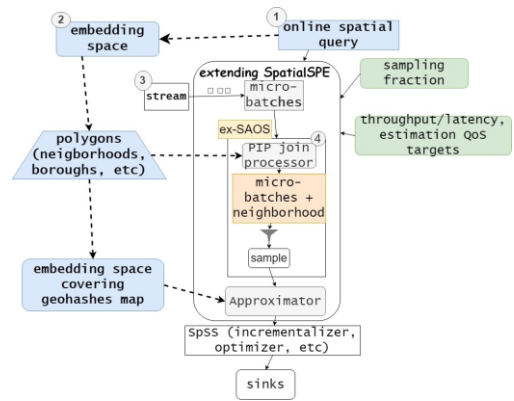 1
online spatial
query
2
embedding
space
extending SpatialSPE
3
stream
micro-
batches
sampling
fraction
throughput/latency,
estimation QOS
targets
ex-SAOS
4
PIP join
processor
polygons
(neigborhoods,
boroughs, etc)
micro-
batches +
neighborhood
sample
embedding space
covering
geohashes map
Approximator
SpSS (incrementalizer,
optimizer, etc)
sinks